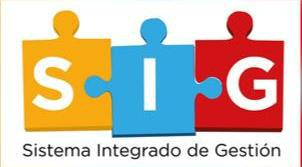 SIG
Sistema Integrado de Gestión